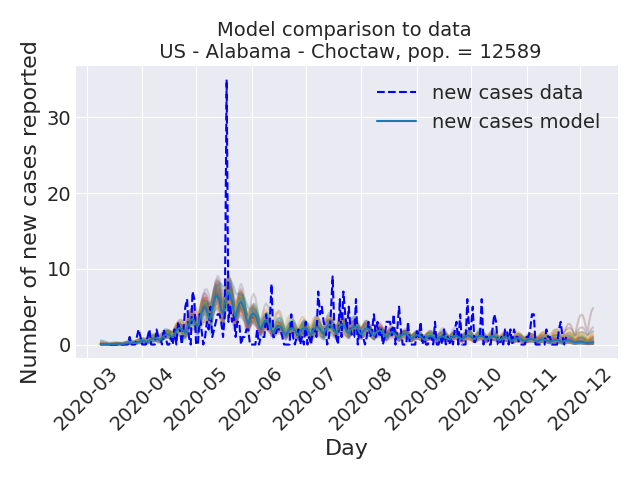 Model comparison to data
US - Alabama - Choctaw, pop. = 12589
Number of new cases reported
30
20
10
0
new cases data
new cases model
2020-03
2020-04
2020-05
2020-06
2020-07
2020-08
2020-09
2020-10
2020-11
2020-12
Day